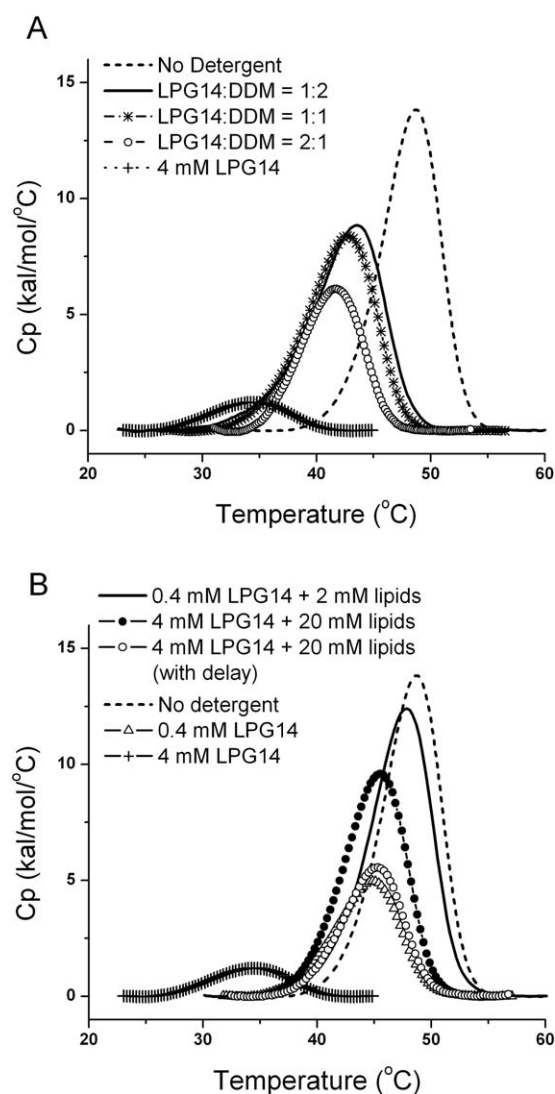 A
No Detergent
LPG14:DDM = 1:2
LPG14:DDM = 1:1
LPG14:DDM = 2:1
4 mM LPG14
Cp (kal/mol/°C)
15
10
5
0
20 30 40 50 60
Temperature (°C)
B
0.4 mM LPG14 + 2 mM lipids
4 mM LPG14 + 20 mM lipids
4 mM LPG14 + 20 mM lipids
(with delay)
No detergent
0.4 mM LPG14
4 mM LPG14
Cp (kal/mol/°C)
15
10
5
0
20 30 40 50 60
Temperature (°C)